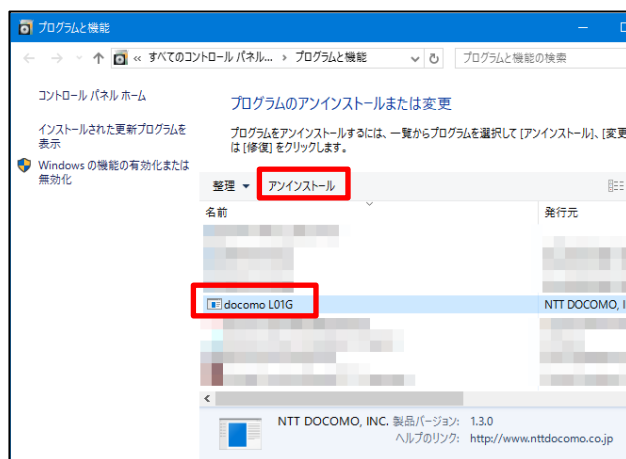 プログラムと機能
« すべてのコントロール パネル... › プログラムと機能
プログラムと機能の検索
コントロール パネル ホーム
インストールされた更新プログラムを
表示
Windows の機能の有効化または
無効化
プログラムのアンインストールまたは変更
プログラムをアンインストールするには、一覧からプログラムを選択して [アンインストール]、[変更
は [修復] をクリックします。
整理 アンインストール
名前 発行元
docomo L01G NTT DOCOMO, I
NTT DOCOMO, INC. 製品バージョン: 1.3.0
ヘルプのリンク: http://www.nttdocomo.co.jp